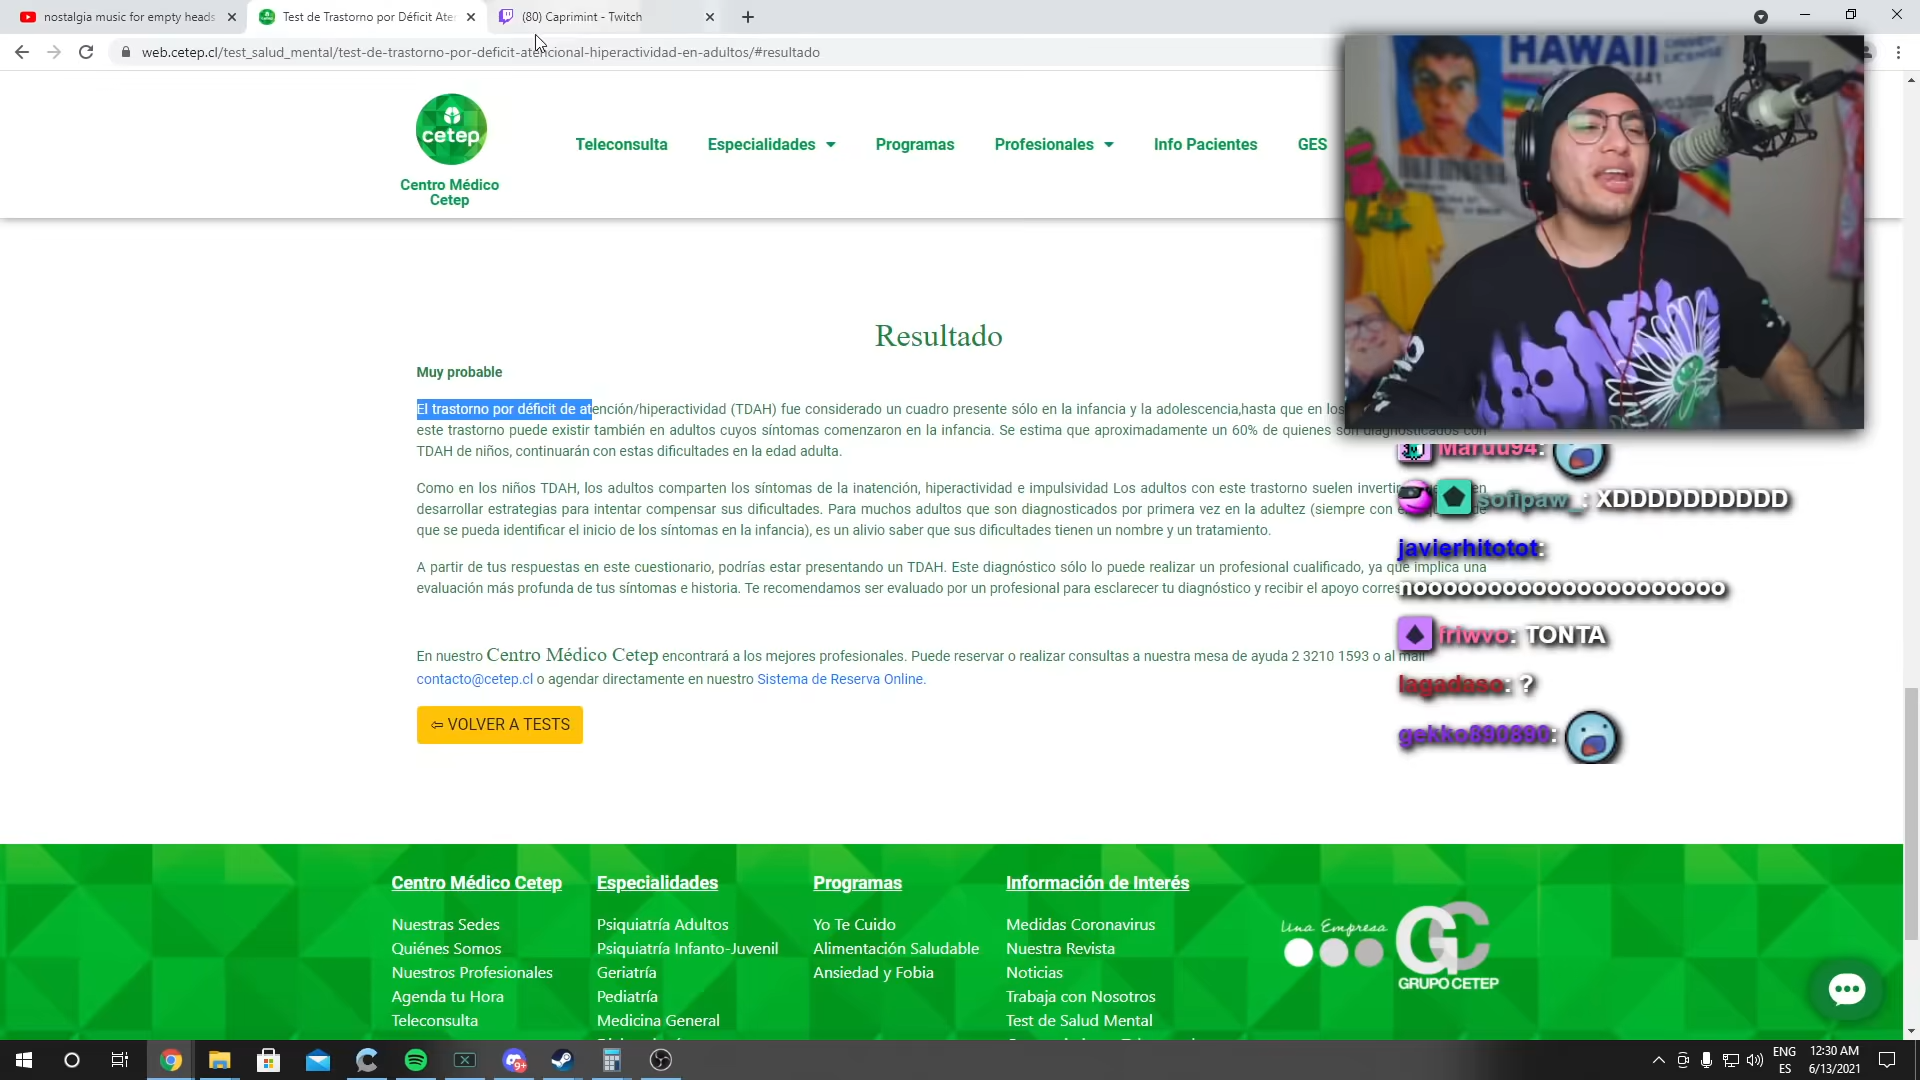 nostalgia music for empty heads
Test de Trastorno por Déficit Ate
(80) Caprimint - Twitch
web.cetep.cl/test_salud_mental/test-de-trastorno-por-deficit-atencional-hiperactividad-en-adultos/#resultado
cetep
Centro Médico
Cetep
Teleconsulta
Especialidades
Programas
Profesionales
Info Pacientes
GES
HAWAII
Resultado
Muy probable
El trastorno por déficit de atención/hiperactividad (TDAH) fue considerado un cuadro presente sólo en la infancia y la adolescencia,hasta que en los
este trastorno puede existir también en adultos cuyos síntomas comenzaron en la infancia. Se estima que aproximadamente un 60% de quienes son diagnosticados con
TDAH de niños, continuarán con estas dificultades en la edad adulta.
Como en los niños TDAH, los adultos comparten los síntomas de la inatención, hiperactividad e impulsividad Los adultos con este trastorno suelen invertir en
desarrollar estrategias para intentar compensar sus dificultades. Para muchos adultos que son diagnosticados por primera vez en la adultez (siempre con de
que se pueda identificar el inicio de los síntomas en la infancia), es un alivio saber que sus dificultades tienen un nombre y un tratamiento.
A partir de tus respuestas en este cuestionario, podrías estar presentando un TDAH. Este diagnóstico sólo lo puede realizar un profesional cualificado, ya que implica una
evaluación más profunda de tus síntomas e historia. Te recomendamos ser evaluado por un profesional para esclarecer tu diagnóstico y recibir el apoyo corres
En nuestro Centro Médico Cetep encontrará a los mejores profesionales. Puede reservar o realizar consultas a nuestra mesa de ayuda 2 3210 1593 o al mail
contacto@cetep.cl o agendar directamente en nuestro Sistema de Reserva Online.
⇦ VOLVER A TESTS
Maruu94:
sofipaw_: XDDDDDDDDDD
javierhitotot:
noooooooooooooooooooooo
friwvo: TONTA
lagadaso: ?
gekko890890:
Centro Médico Cetep
Nuestras Sedes
Quiénes Somos
Nuestros Profesionales
Agenda tu Hora
Teleconsulta
Especialidades
Psiquiatría Adultos
Psiquiatría Infanto-Juvenil
Geriatría
Pediatría
Medicina General
Programas
Yo Te Cuido
Alimentación Saludable
Ansiedad y Fobia
Información de Interés
Medidas Coronavirus
Nuestra Revista
Noticias
Trabaja con Nosotros
Test de Salud Mental
Una Empresa
GC
GRUPO CETEP
9+
ENG
ES
12:30 AM
6/13/2021